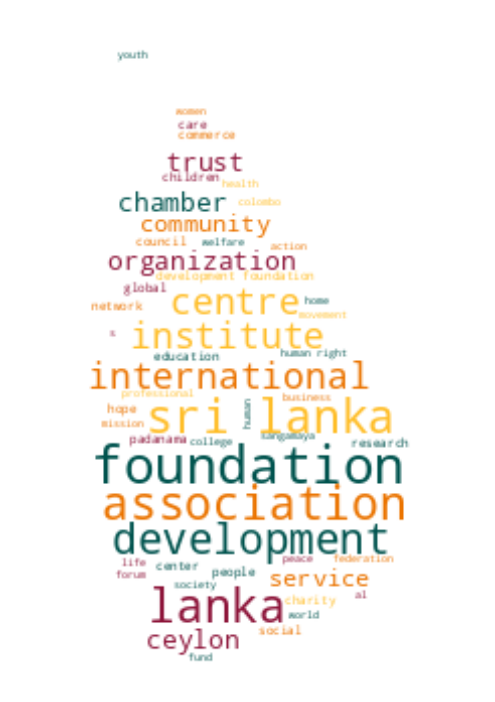 youth
women
care
commerce
trust
children
health
chamber colombo
community
council welfare action
organization
development foundation
global
network centre home
movement
s institute
education human right
international
professional business
hope sri lanka
mission human
padanama college sangamaya research
foundation
association
development
life peace federation
forum center people service
society al
lanka charity
world
ceylon social
fund